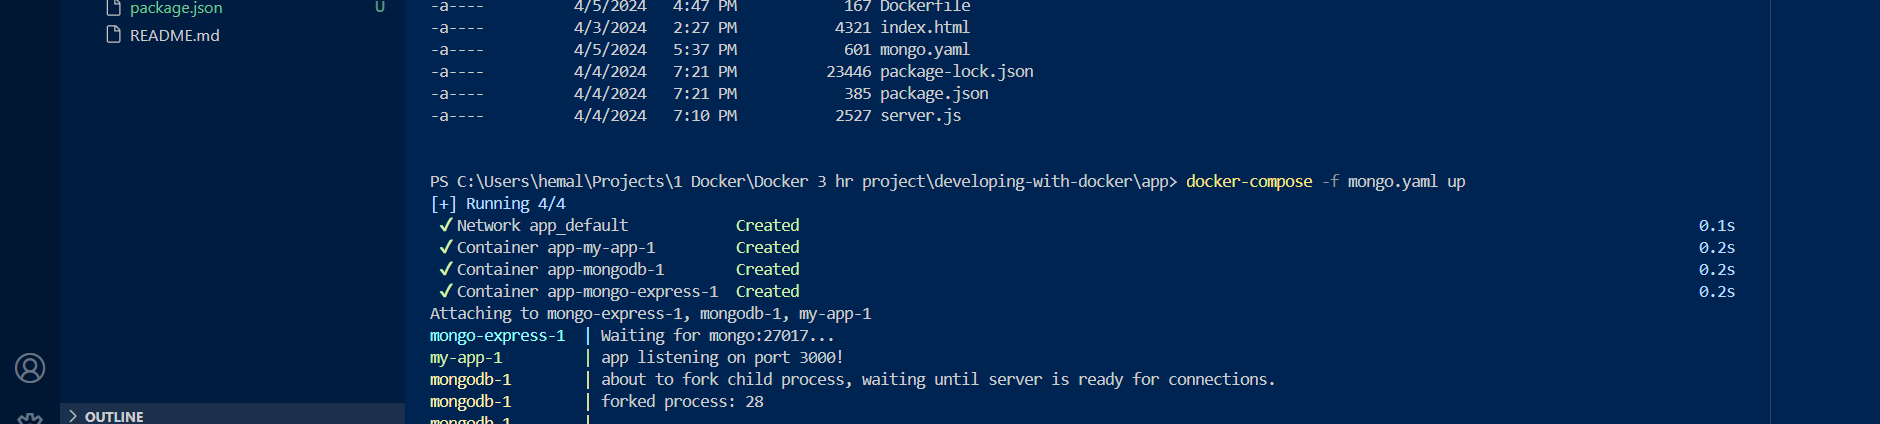 package.json U
README.md
-a---- 4/5/2024 4:47 PM 167 Dockerfile
-a---- 4/3/2024 2:27 PM 4321 index.html
-a---- 4/5/2024 5:37 PM 601 mongo.yaml
-a---- 4/4/2024 7:21 PM 23446 package-lock.json
-a---- 4/4/2024 7:21 PM 385 package.json
-a---- 4/4/2024 7:10 PM 2527 server.js
PS C:\Users\hemal\Projects\1 Docker\Docker 3 hr project\developing-with-docker\app> docker-compose -f mongo.yaml up
[+] Running 4/4
✓ Network app_default Created 0.1s
✓ Container app-my-app-1 Created 0.2s
✓ Container app-mongodb-1 Created 0.2s
✓ Container app-mongo-express-1 Created 0.2s
Attaching to mongo-express-1, mongodb-1, my-app-1
mongo-express-1 | Waiting for mongo:27017...
my-app-1 | app listening on port 3000!
mongodb-1 | about to fork child process, waiting until server is ready for connections.
mongodb-1 | forked process: 28
mongodb-1 |
OUTLINE